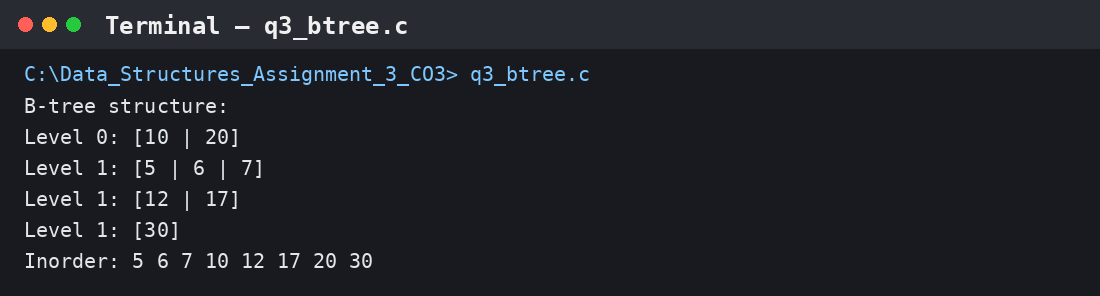 Terminal — q3_btree.c
C:\Data_Structures_Assignment_3_CO3> q3_btree.c
B-tree structure:
Level 0: [10 | 20]
Level 1: [5 | 6 | 7]
Level 1: [12 | 17]
Level 1: [30]
Inorder: 5 6 7 10 12 17 20 30